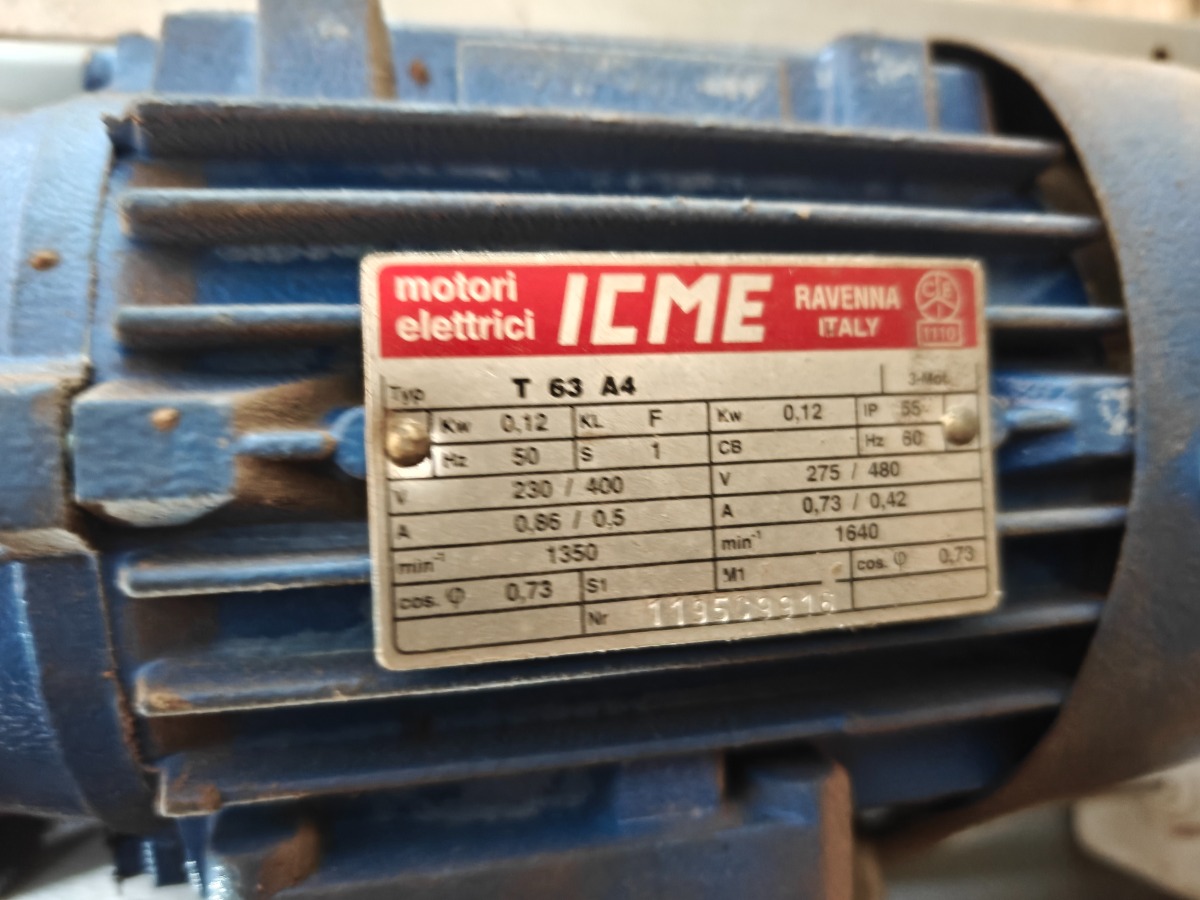 motori elettrici ICME RAVENNA ITALY
CE
1110
Typ T 63 A4 3-Mot.
Kw 0,12 KL F Kw 0,12 IP 55
Hz 50 S 1 CB Hz 60
V 230 / 400 V 275 / 480
A 0,86 / 0,5 A 0,73 / 0,42
min⁻¹ 1350 min⁻¹ 1640
cos. φ 0,73 S1 M1 cos. φ 0,73
Nr